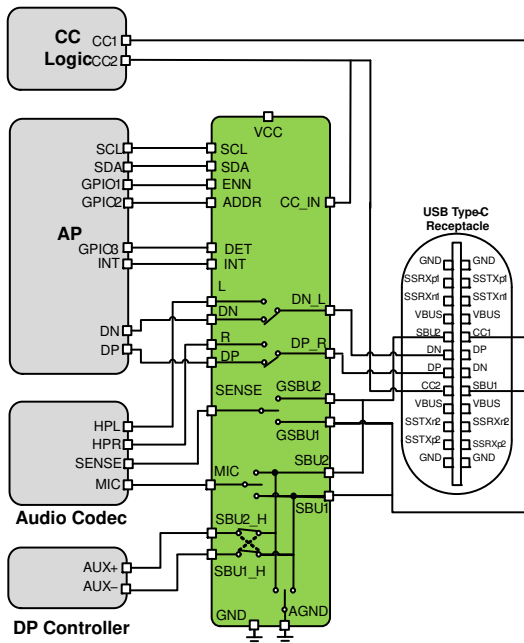 CC
Logic
CC1
CC2
VCC
SCL
SDA
GPIO1
GPIO2
AP
GPIO3
INT
DN
DP
SCL
SDA
ENN
ADDR
CC_IN
DET
INT
L
DN
DN_L
R
DP
DP_R
SENSE
GSBU2
GSBU1
MIC
SBU2
SBU1
SBU2_H
SBU1_H
GND
AGND
HPL
HPR
SENSE
MIC
Audio Codec
AUX+
AUX–
DP Controller
USB Type-C
Receptacle
GND GND
SSRXp1 SSTXp1
SSRXn1 SSTXn1
VBUS VBUS
SBU2 CC1
DN DP
DP DN
CC2 SBU1
VBUS VBUS
SSTXn2 SSRXn2
SSTXp2 SSRXp2
GND GND